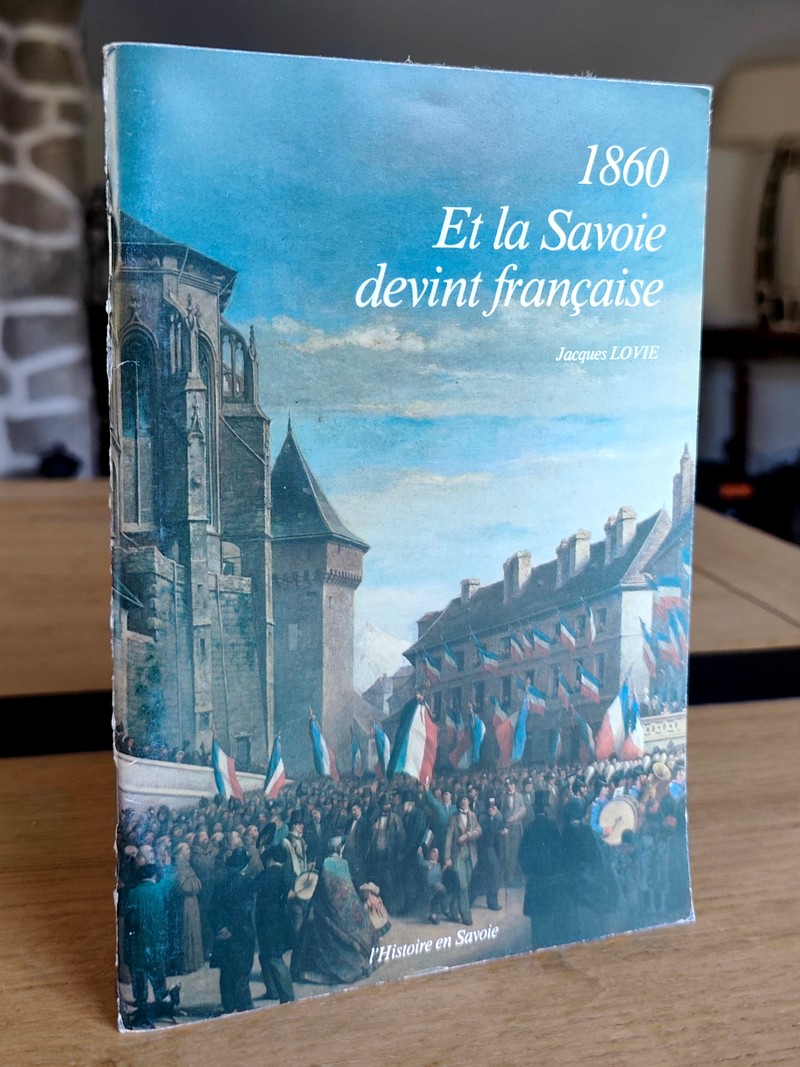 1860
Et la Savoie
devint française
Jacques LOVIE
l'Histoire en Savoie